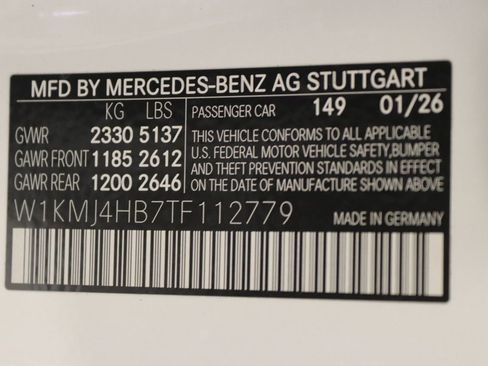 MFD BY MERCEDES-BENZ AG STUTTGART
KG LBS PASSENGER CAR 149 01/26
GVWR 2330 5137 THIS VEHICLE CONFORMS TO ALL APPLICABLE
GAWR FRONT 1185 2612 U.S. FEDERAL MOTOR VEHICLE SAFETY,BUMPER
GAWR REAR 1200 2646 AND THEFT PREVENTION STANDARDS IN EFFECT
ON THE DATE OF MANUFACTURE SHOWN ABOVE
W1KMJ4HB7TF112779 MADE IN GERMANY